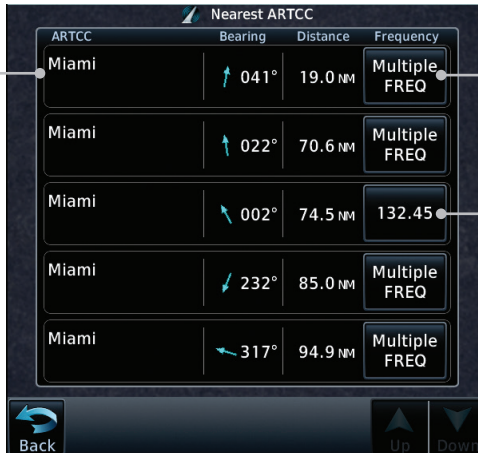 Nearest ARTCC
ARTCC Bearing Distance Frequency
Miami 041° 19.0 NM Multiple FREQ
Miami 022° 70.6 NM Multiple FREQ
Miami 002° 74.5 NM 132.45
Miami 232° 85.0 NM Multiple FREQ
Miami 317° 94.9 NM Multiple FREQ
Back Up Down